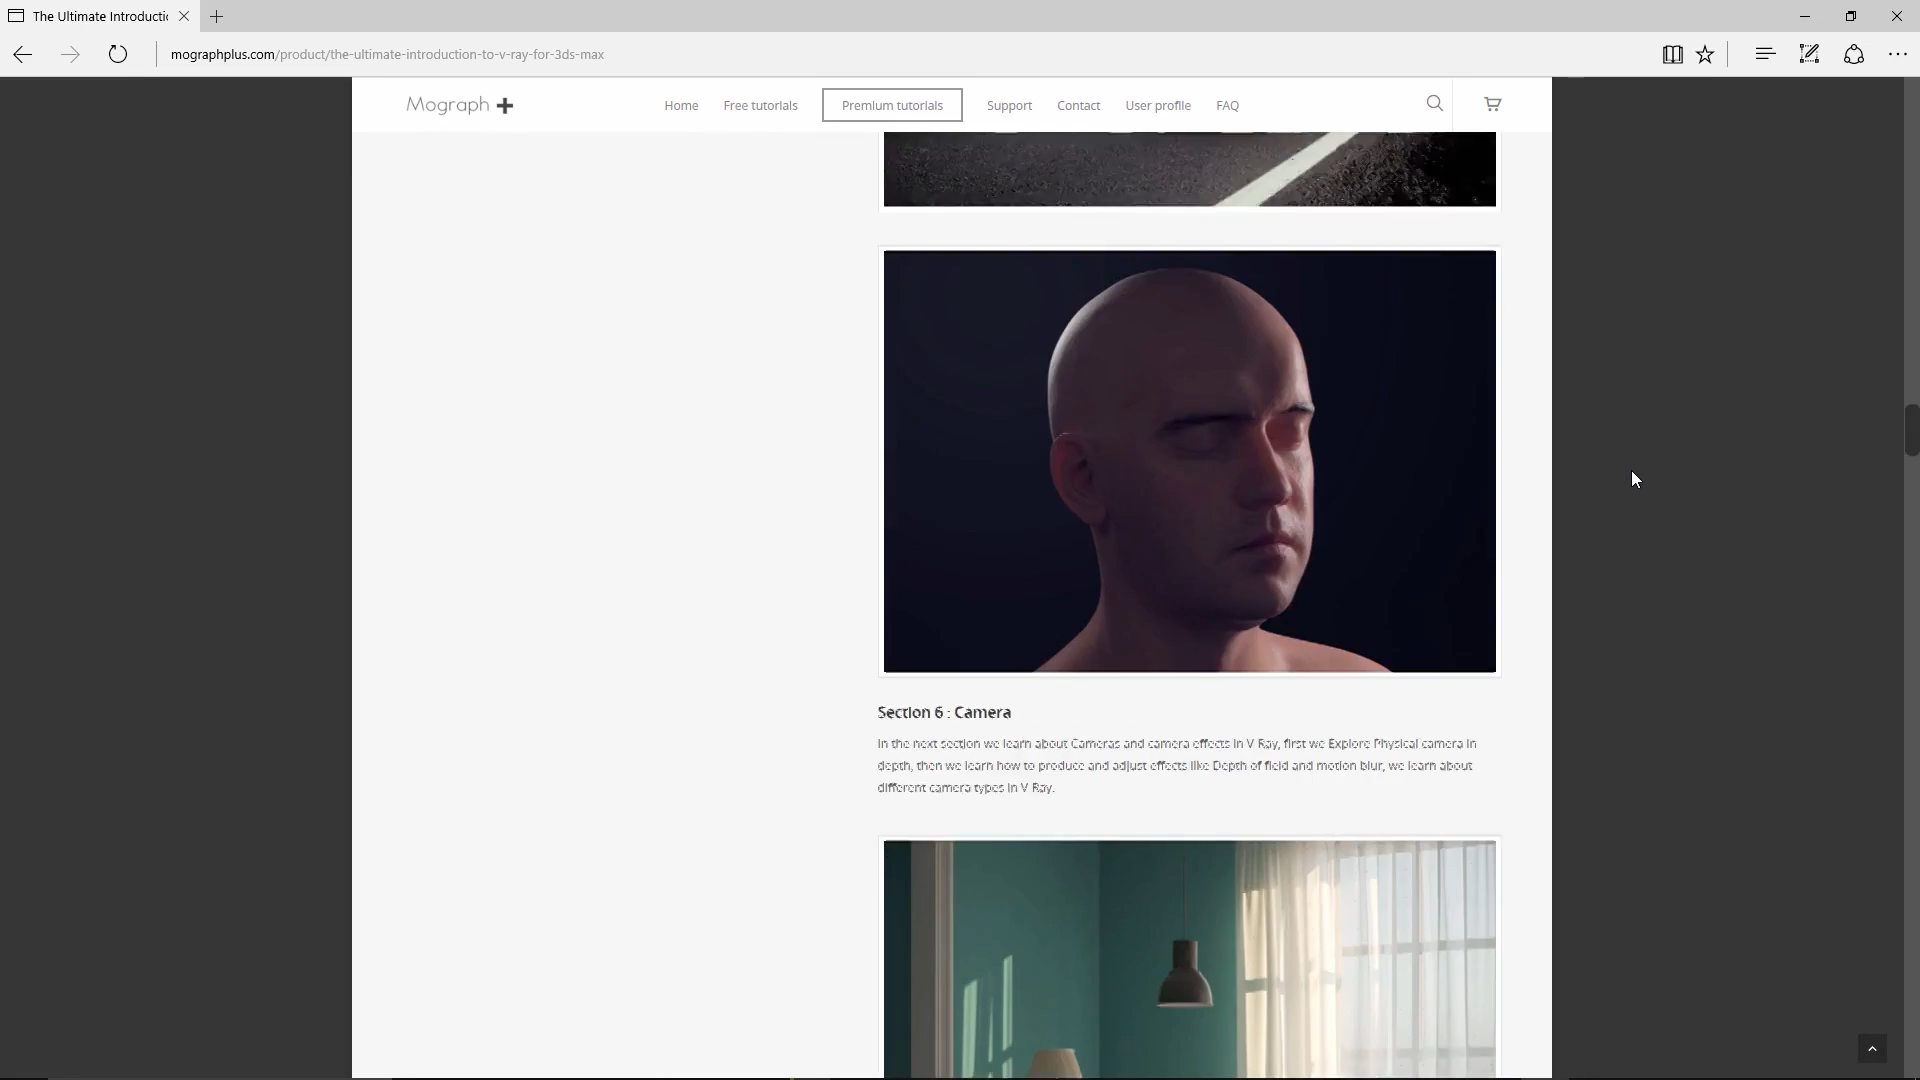 The Ultimate Introductio
mographplus.com/product/the-ultimate-introduction-to-v-ray-for-3ds-max
Mograph +
Home Free tutorials Premium tutorials Support Contact User profile FAQ
Section 6 : Camera
In the next section we learn about Cameras and camera effects in V-Ray, first we Explore Physical camera in
depth, then we learn how to produce and adjust effects like Depth of field and motion blur, we learn about
different camera types in V-Ray.